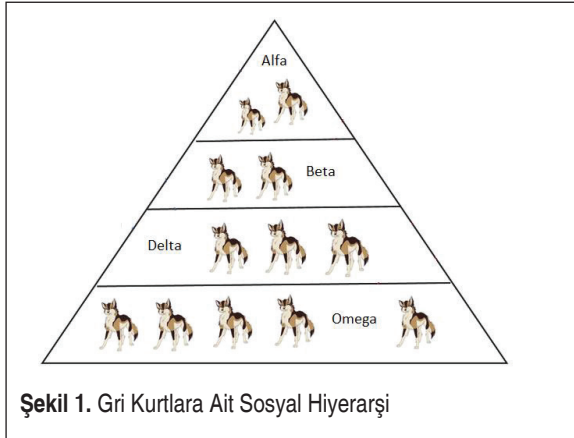 Alfa
Beta
Delta
Omega
Şekil 1. Gri Kurtlara Ait Sosyal Hiyerarşi